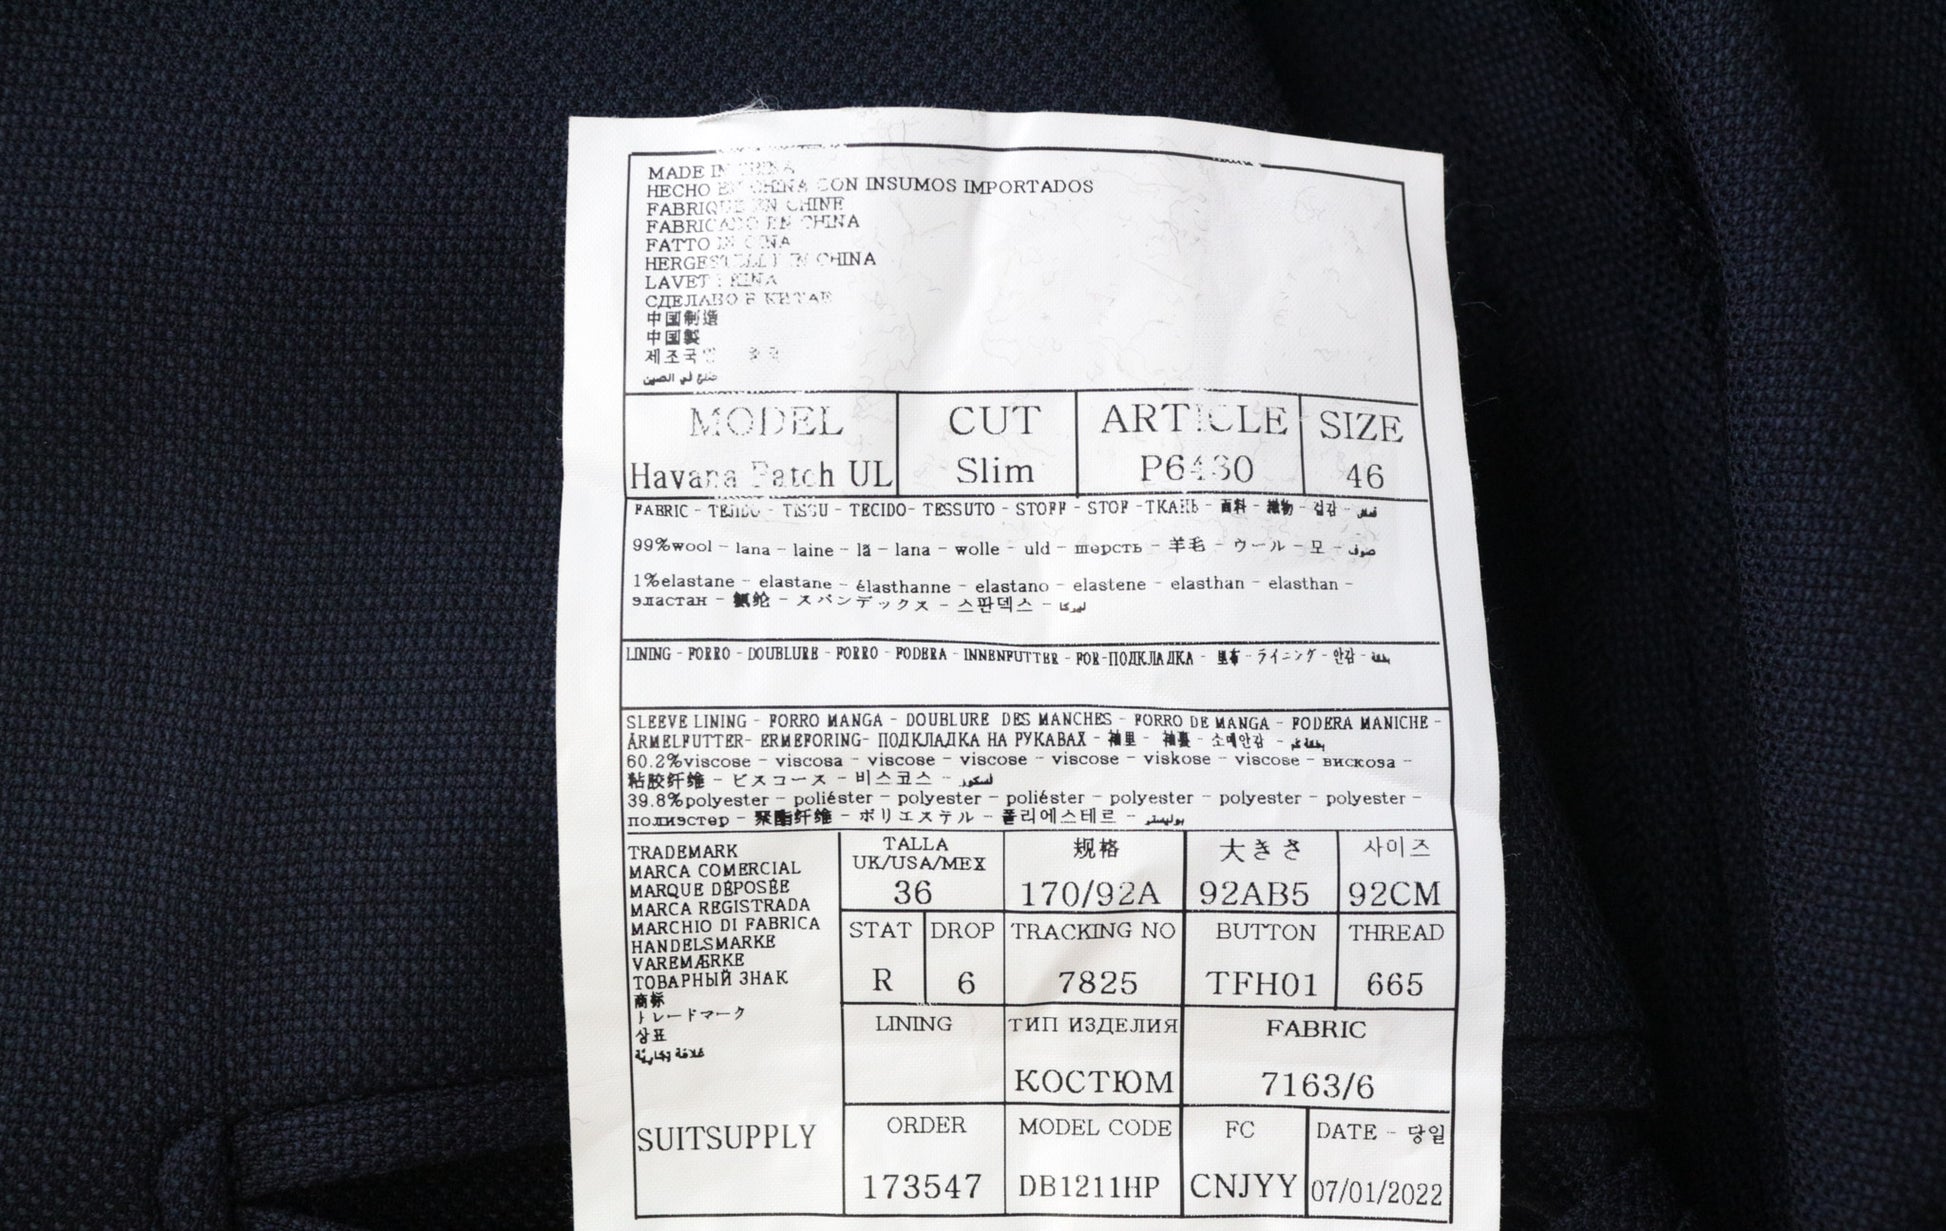 MADE IN CHINA
HECHO EN CHINA CON INSUMOS IMPORTADOS
FABRIQUE EN CHINE
FABRICADO EN CHINA
FATTO IN CINA
HERGESTELLT IN CHINA
LAVET I KINA
СДЕЛАНО В КИТАЕ
中国制造
中国製
제조국
صنع في الصين
MODEL CUT ARTICLE SIZE
Havana Patch UL Slim P6430 46
FABRIC - TEJIDO - TISSU - TECIDO- TESSUTO - STOFF - STOF -ТКАНЬ - 面料 - 織物 - 겉감 - قماش
99%wool - lana - laine - lã - lana - wolle - uld - шерсть - 羊毛 - ウール - 모 - صوف
1%elastane - elastane - élasthanne - elastano - elastene - elasthan - elasthan -
эластан - 氨纶 - スパンデックス - 스판덱스 - ليكرا
LINING - FORRO - DOUBLURE - FORRO - FODERA - INNENFUTTER - FOR-ПОДКЛАДКА - 里布 - ライニング - 안감 - بطانة
SLEEVE LINING - FORRO MANGA - DOUBLURE DES MANCHES - FORRO DE MANGA - FODERA MANICHE -
ÄRMELFUTTER- ERMEFORING- ПОДКЛАДКА НА РУКАВАХ - 袖里 - 袖裏 - 소매안감 -
60.2%viscose - viscosa - viscose - viscose - viscose - viskose - viscose - вискоза -
粘胶纤维 - ビスコース - 비스코스 -
39.8%polyester - poliéster - polyester - poliéster - polyester - polyester - polyester -
полиэстер - 聚酯纤维 - ポリエステル - 폴리에스테르 - بوليستر
TRADEMARK
MARCA COMERCIAL
MARQUE DÉPOSÉE
MARCA REGISTRADA
MARCHIO DI FABRICA
HANDELSMARKE
VAREMÆRKE
ТОВАРНЫЙ ЗНАК
商标
トレードマーク
상표
علامة تجارية
SUITSUPPLY
TALLA
UK/USA/MEX
36
规格
170/92A
大きさ
92AB5
사이즈
92CM
STAT DROP TRACKING NO BUTTON THREAD
R 6 7825 TFH01 665
LINING ТИП ИЗДЕЛИЯ FABRIC
КОСТЮМ 7163/6
ORDER MODEL CODE FC DATE - 당일
173547 DB1211HP CNJYY 07/01/2022